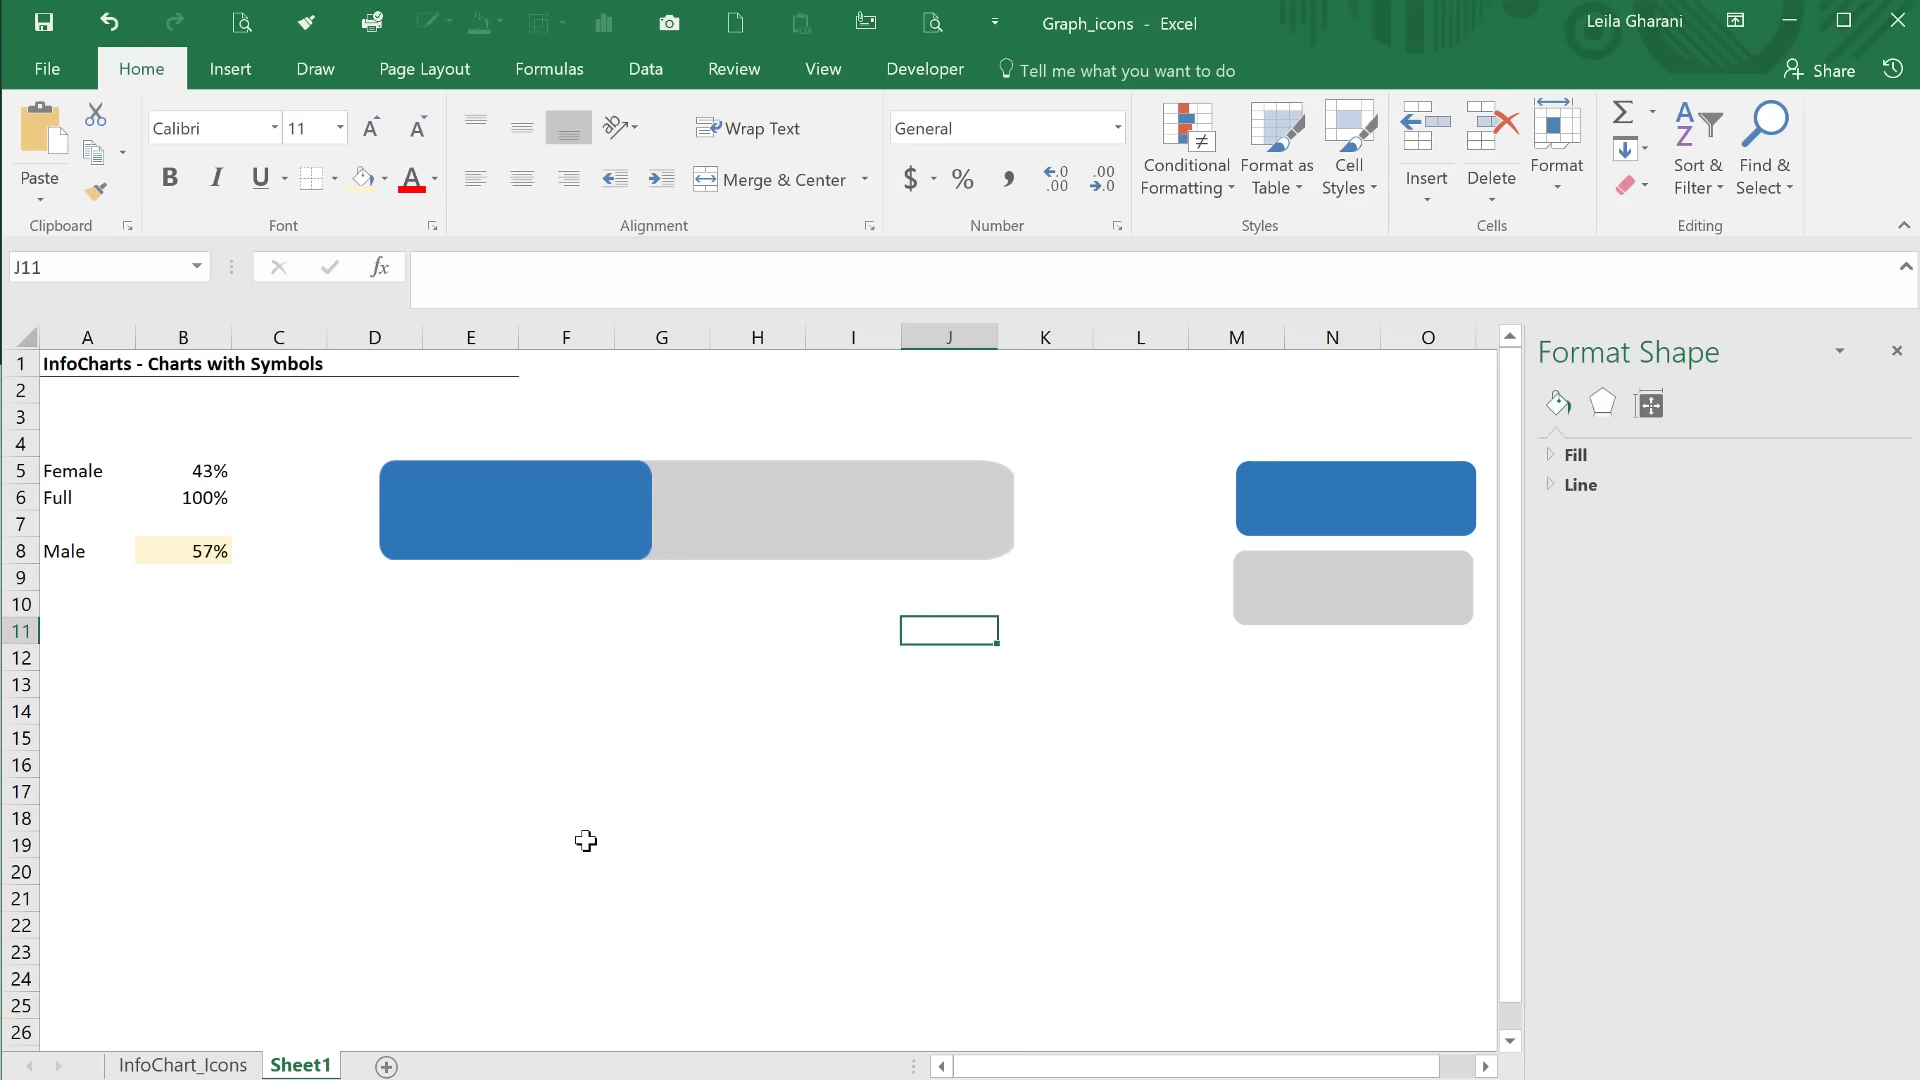 Graph_icons - Excel
Leila Gharani
File Home Insert Draw Page Layout Formulas Data Review View Developer Tell me what you want to do Share
Calibri 11 Wrap Text General
Paste B I U A Merge & Center $ % , .00 .0 Conditional Formatting Format as Table Cell Styles Insert Delete Format Sort & Filter Find & Select
Clipboard Font Alignment Number Styles Cells Editing
J11 fx
A B C D E F G H I J K L M N O
Format Shape
1 InfoCharts - Charts with Symbols
2
3
4
Fill
5 Female 43%
Line
6 Full 100%
7
8 Male 57%
9
10
11
12
13
14
15
16
17
18
19
20
21
22
23
24
25
26
InfoChart_Icons Sheet1